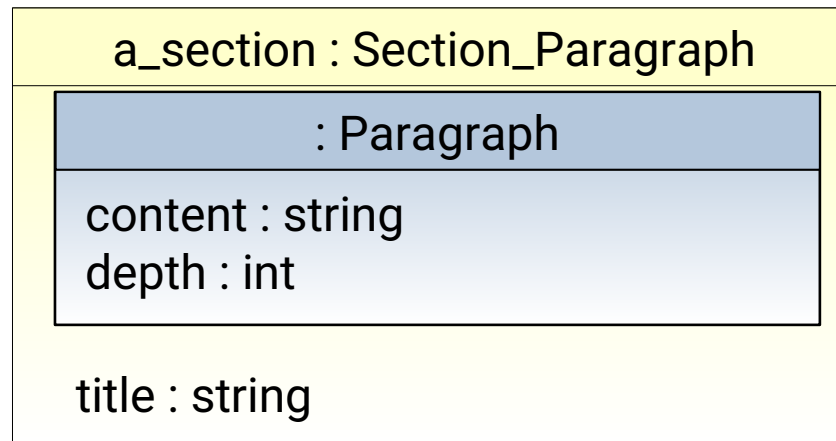 a_section : Section_Paragraph
: Paragraph
content : string
depth : int
title : string